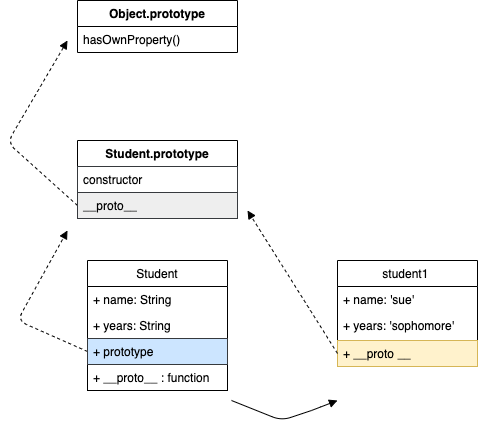 Object.prototype
hasOwnProperty()
Student.prototype
constructor
__proto__
Student
+ name: String
+ years: String
+ prototype
+ __proto__ : function
student1
+ name: 'sue'
+ years: 'sophomore'
+ __proto __